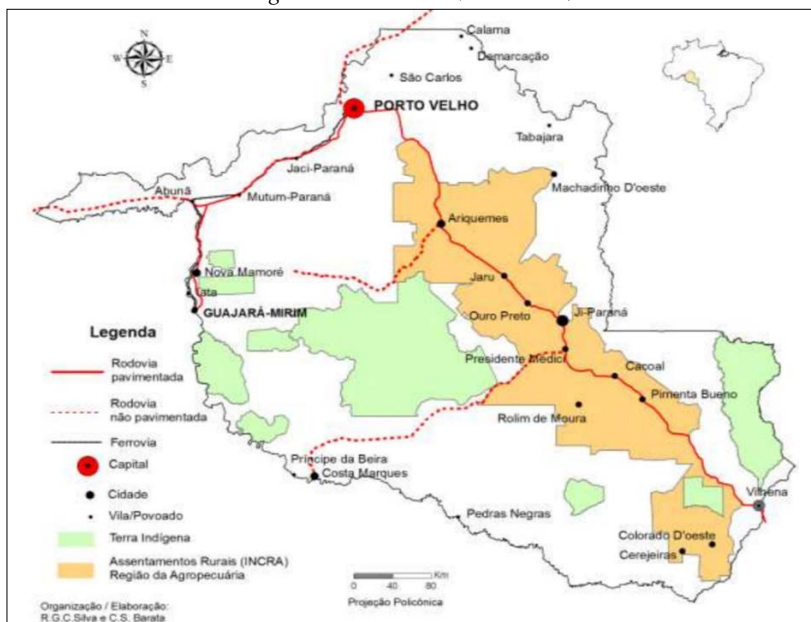 N
W
E
S
Calama
Demarcação
São Carlos
PORTO VELHO
Tabajara
Jaci-Paraná
Machadinho D'oeste
Abunã
Mutum-Paraná
Ariquemes
Nova Mamoré
Jaru
Iata
GUAJARÁ-MIRIM
Ouro Preto
Ji-Paraná
Legenda
Presidente Médici
Rodovia
pavimentada
Cacoal
Pimenta Bueno
Rodovia
não pavimentada
Rolim de Moura
Ferrovia
Capital
Príncipe da Beira
Costa Marques
Cidade
Vilhena
Vila/Povoado
Pedras Negras
Terra Indígena
Colorado D'oeste
Cerejeiras
Assentamentos Rurais (INCRA)
Região da Agropecuária
Km
0 40 80
Projeção Policônica
Organização / Elaboração:
R.G.C.Silva e C.S. Barata